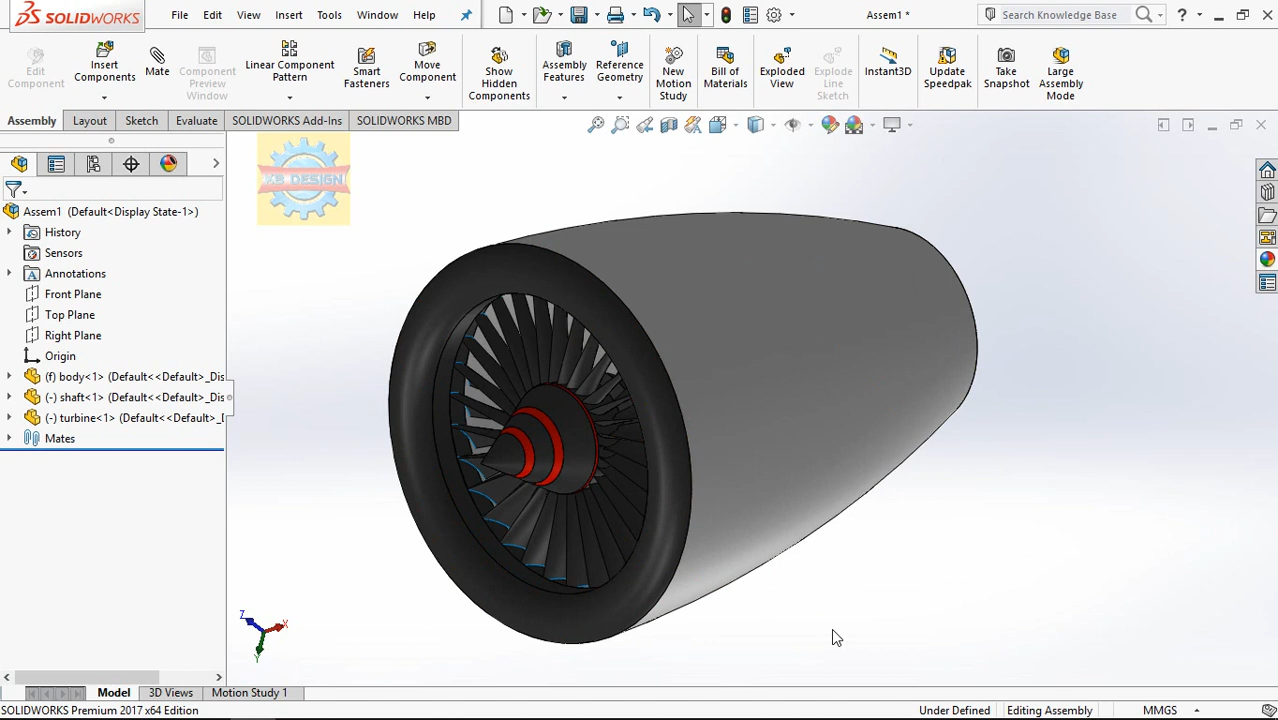 SOLIDWORKS File Edit View Insert Tools Window Help Assem1 * Search Knowledge Base ?
Edit Component
Insert Components
Mate
Component Preview Window
Linear Component Pattern
Smart Fasteners
Move Component
Show Hidden Components
Assembly Features
Reference Geometry
New Motion Study
Bill of Materials
Exploded View
Explode Line Sketch
Instant3D
Update Speedpak
Take Snapshot
Large Assembly Mode
Assembly Layout Sketch Evaluate SOLIDWORKS Add-Ins SOLIDWORKS MBD
KB DESIGN
Assem1 (Default<Display State-1>)
History
Sensors
Annotations
Front Plane
Top Plane
Right Plane
Origin
(f) body<1> (Default<<Default>_Dis
(-) shaft<1> (Default<<Default>_Dis
(-) turbine<1> (Default<<Default>_
Mates
Z X
Y
Model 3D Views Motion Study 1
SOLIDWORKS Premium 2017 x64 Edition Under Defined Editing Assembly MMGS